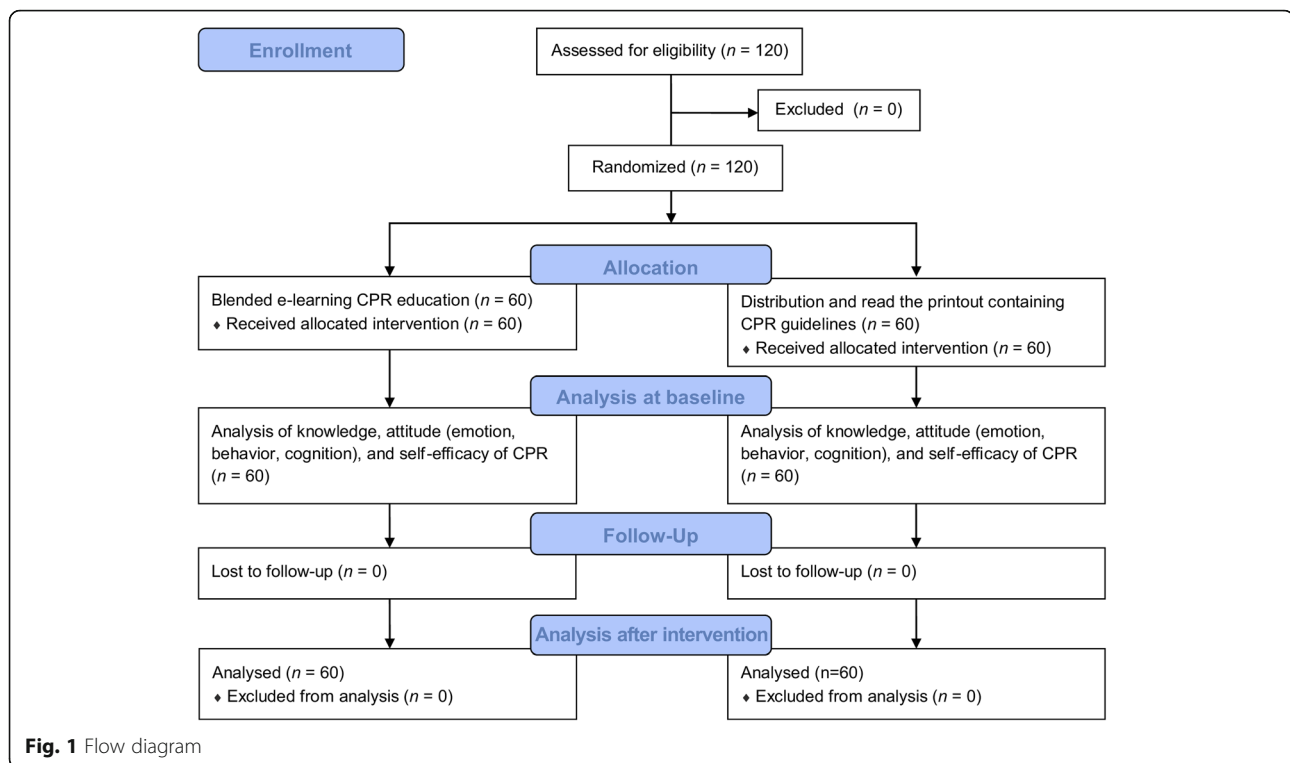 Enrollment
Assessed for eligibility (n = 120)
Excluded (n = 0)
Randomized (n = 120)
Allocation
Blended e-learning CPR education (n = 60)
♦ Received allocated intervention (n = 60)
Distribution and read the printout containing
CPR guidelines (n = 60)
♦ Received allocated intervention (n = 60)
Analysis at baseline
Analysis of knowledge, attitude (emotion,
behavior, cognition), and self-efficacy of CPR
(n = 60)
Analysis of knowledge, attitude (emotion,
behavior, cognition), and self-efficacy of CPR
(n = 60)
Follow-Up
Lost to follow-up (n = 0)
Lost to follow-up (n = 0)
Analysis after intervention
Analysed (n = 60)
♦ Excluded from analysis (n = 0)
Analysed (n=60)
♦ Excluded from analysis (n = 0)
Fig. 1 Flow diagram